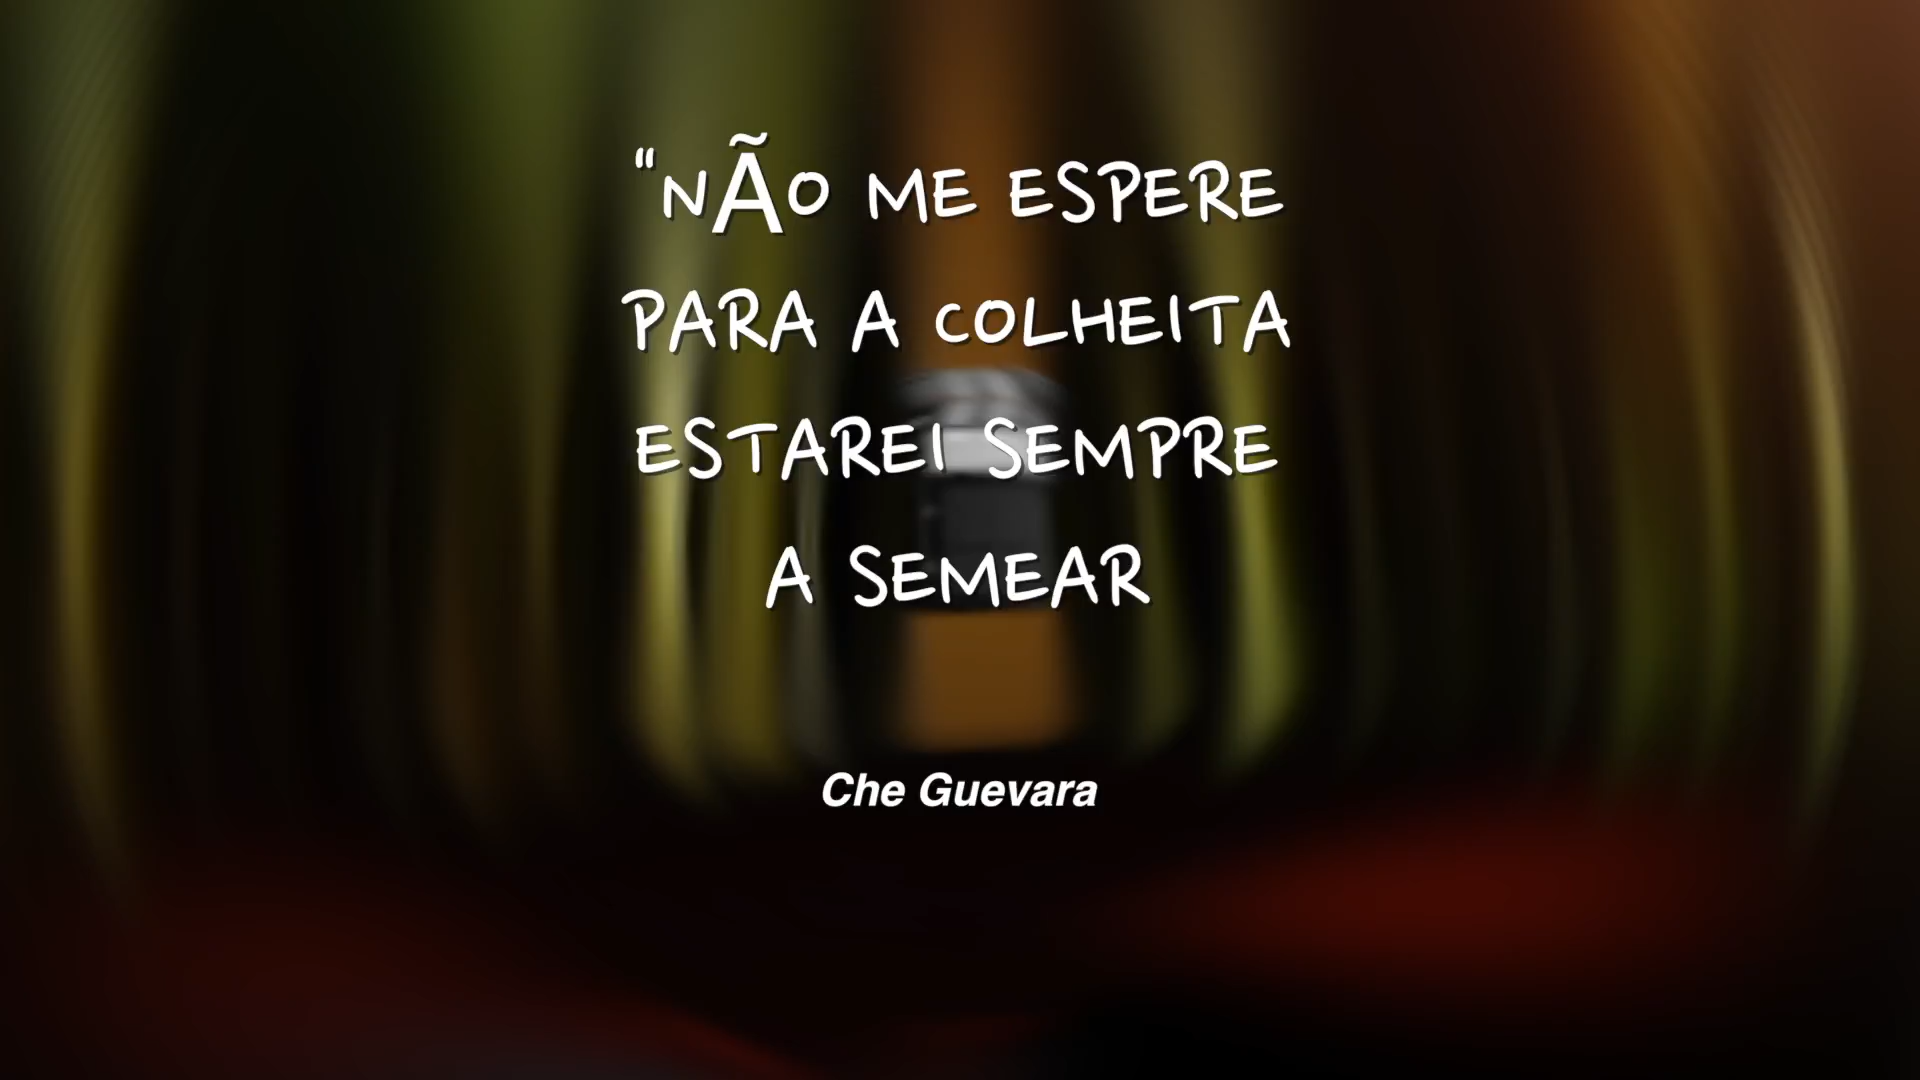 “NÃO ME ESPERE
PARA A COLHEITA
ESTAREI SEMPRE
A SEMEAR
Che Guevara